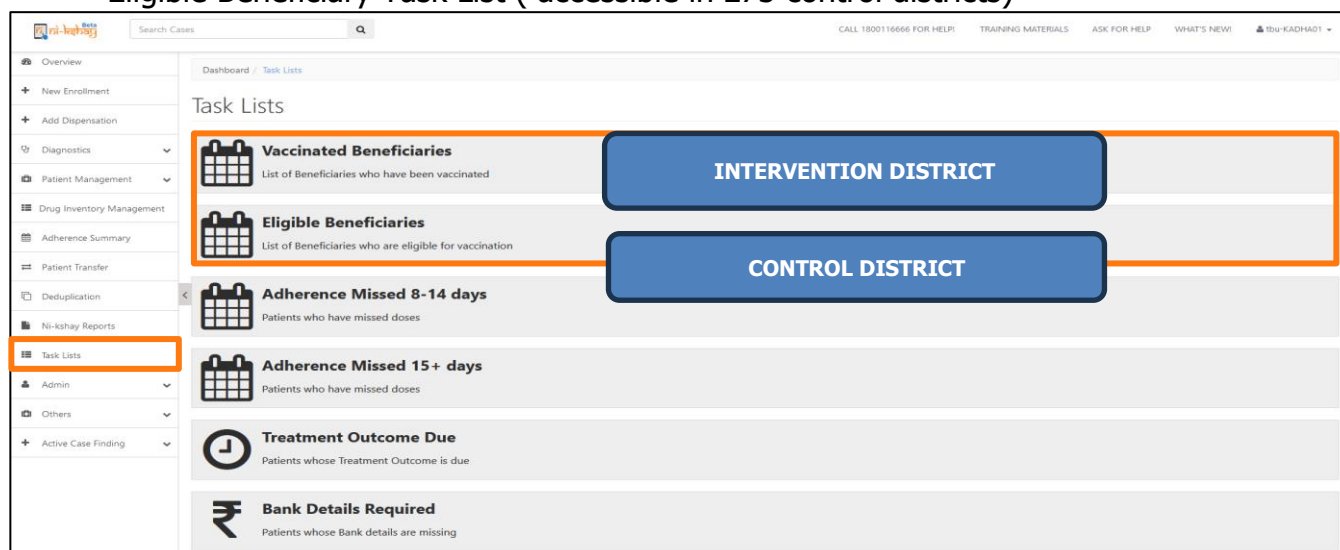 Eligible Beneficiary Task List ( accessible in 275 control districts)
Beta
ni-kshay
Search Cases
CALL 1800116666 FOR HELP!
TRAINING MATERIALS
ASK FOR HELP
WHAT'S NEW!
tbu-KADHA01
Overview
New Enrollment
Add Dispensation
Diagnostics
Patient Management
Drug Inventory Management
Adherence Summary
Patient Transfer
Deduplication
Ni-kshay Reports
Task Lists
Admin
Others
Active Case Finding
Dashboard / Task Lists
Task Lists
Vaccinated Beneficiaries
List of Beneficiaries who have been vaccinated
INTERVENTION DISTRICT
Eligible Beneficiaries
List of Beneficiaries who are eligible for vaccination
CONTROL DISTRICT
Adherence Missed 8-14 days
Patients who have missed doses
Adherence Missed 15+ days
Patients who have missed doses
Treatment Outcome Due
Patients whose Treatment Outcome is due
₹
Bank Details Required
Patients whose Bank details are missing